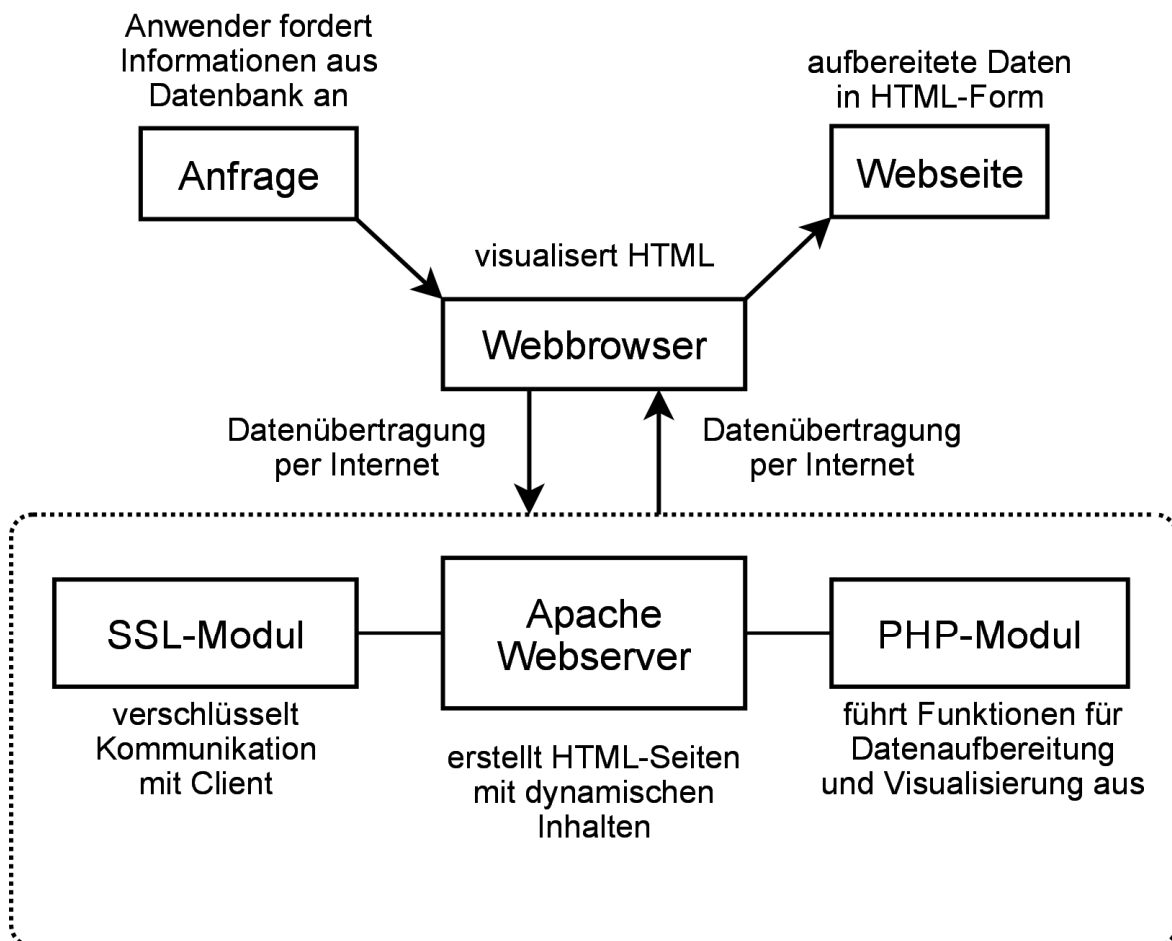 Anwender fordert
Informationen aus
Datenbank an
Anfrage
aufbereitete Daten
in HTML-Form
Webseite
visualisert HTML
Webbrowser
Datenübertragung
per Internet
Datenübertragung
per Internet
SSL-Modul
verschlüsselt
Kommunikation
mit Client
Apache
Webserver
erstellt HTML-Seiten
mit dynamischen
Inhalten
PHP-Modul
führt Funktionen für
Datenaufbereitung
und Visualisierung aus